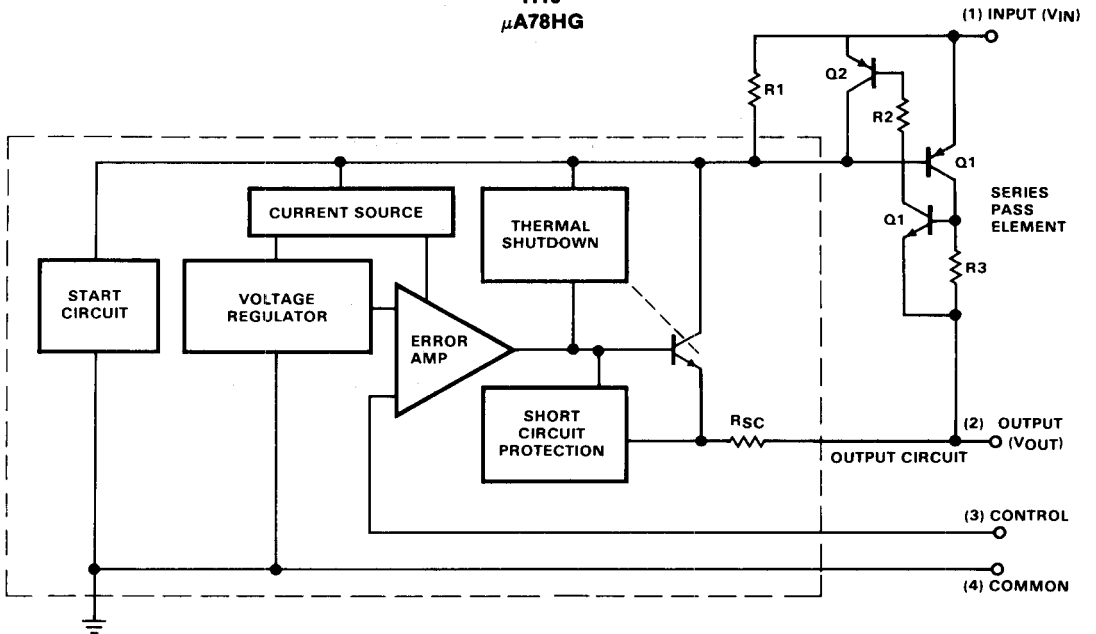 μA78HG
(1) INPUT (VIN)
Q2
R1
R2
Q1
SERIES
PASS
ELEMENT
Q1
R3
CURRENT SOURCE
THERMAL
SHUTDOWN
START
CIRCUIT
VOLTAGE
REGULATOR
ERROR
AMP
SHORT
CIRCUIT
PROTECTION
RSC
(2) OUTPUT
(VOUT)
OUTPUT CIRCUIT
(3) CONTROL
(4) COMMON